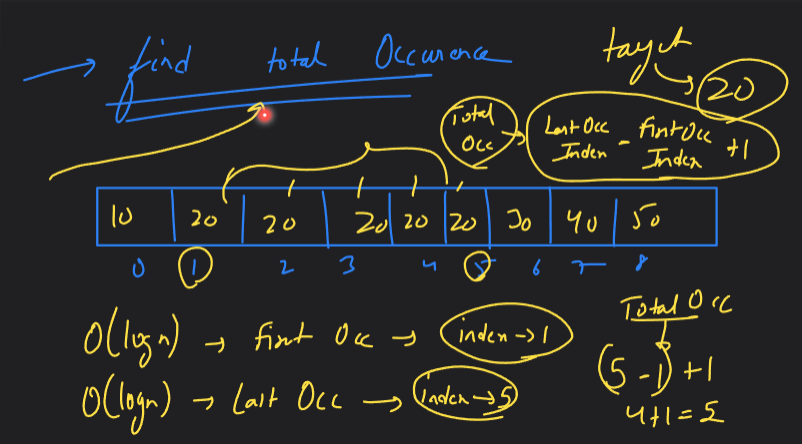 → find total Occurence
target
20
Total Occ → Last Occ Index - first Occ Index + 1
10 20 20 20 20 20 30 40 50
0 1 2 3 4 5 6 7 8
O(log n) → first Occ → index → 1
O(log n) → Last Occ → index → 5
Total Occ
(5 - 1) + 1
4 + 1 = 5